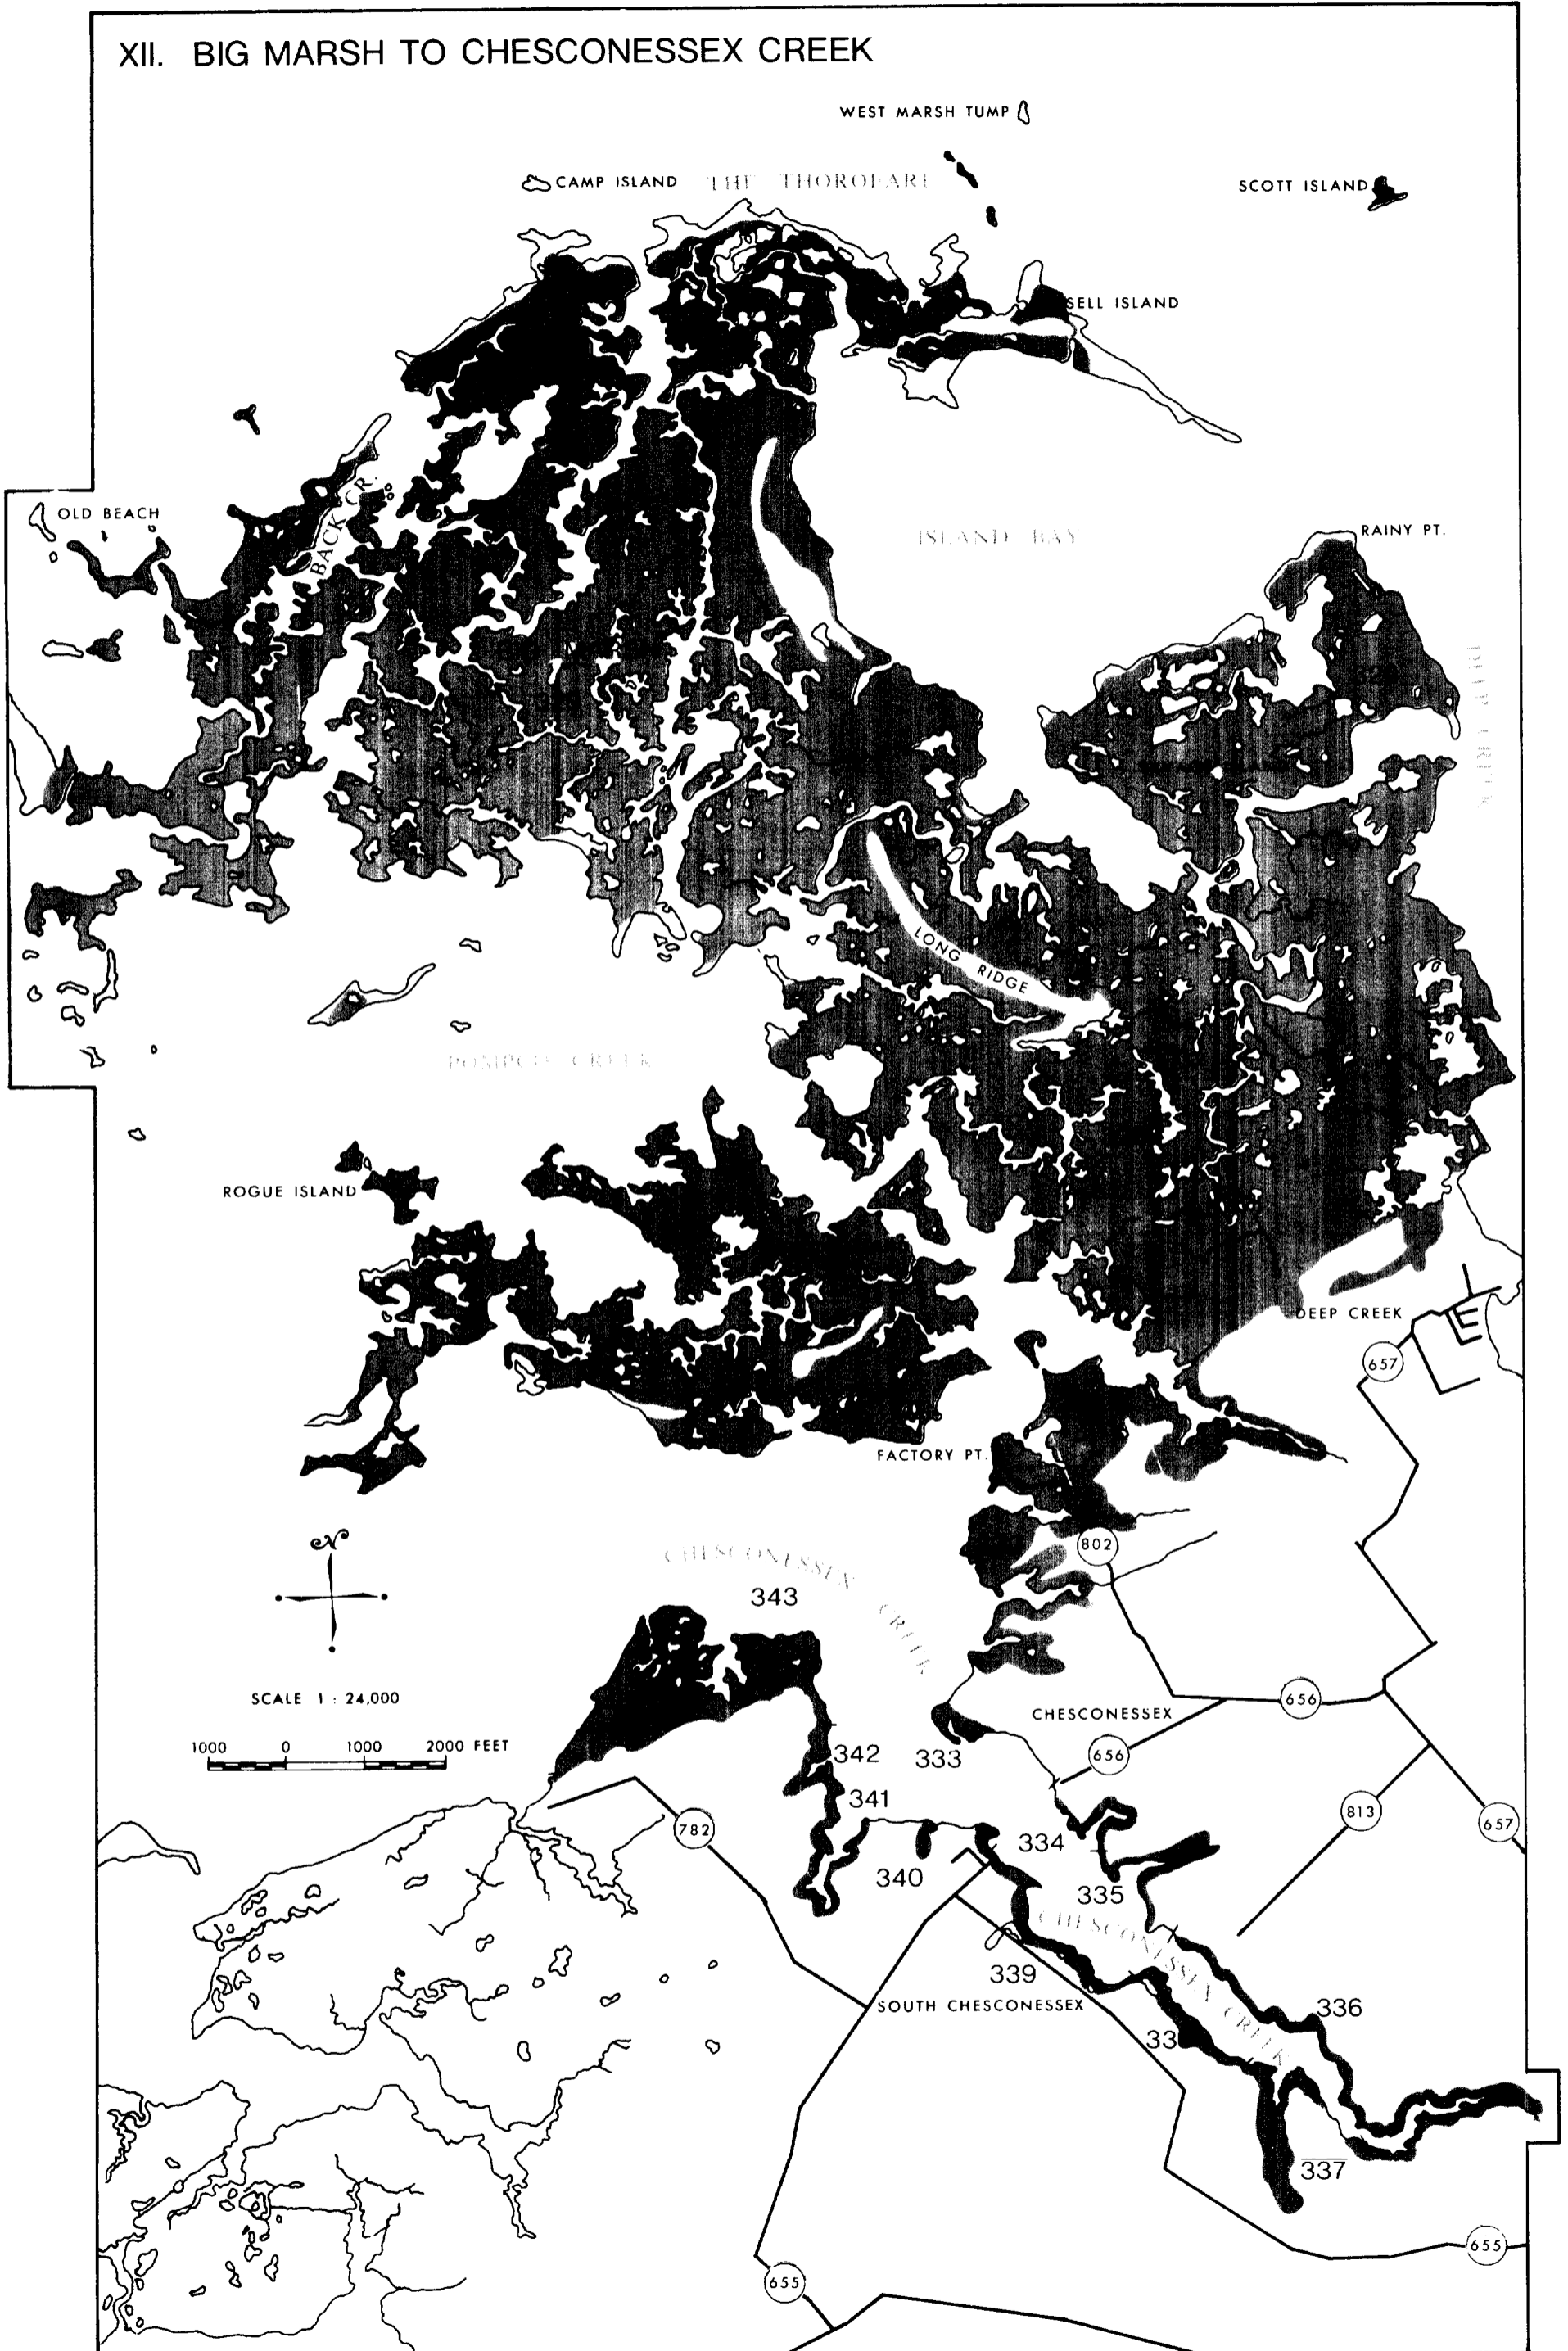 XII. BIG MARSH TO CHESCONESSEX CREEK
WEST MARSH TUMP
CAMP ISLAND
THE THOROFARE
SCOTT ISLAND
SELL ISLAND
BACK CR.
OLD BEACH
ISLAND BAY
RAINY PT.
DEEP CREEK
LONG RIDGE
POMPCO CREEK
ROGUE ISLAND
DEEP CREEK
657
FACTORY PT.
N
802
CHESCONESSEX CREEK
343
SCALE 1 : 24,000
1000 0 1000 2000 FEET
656
CHESCONESSEX
656
333
342
341
782
813
657
334
340
335
CHESCONESSEX CREEK
339
SOUTH CHESCONESSEX
336
33
337
655
655